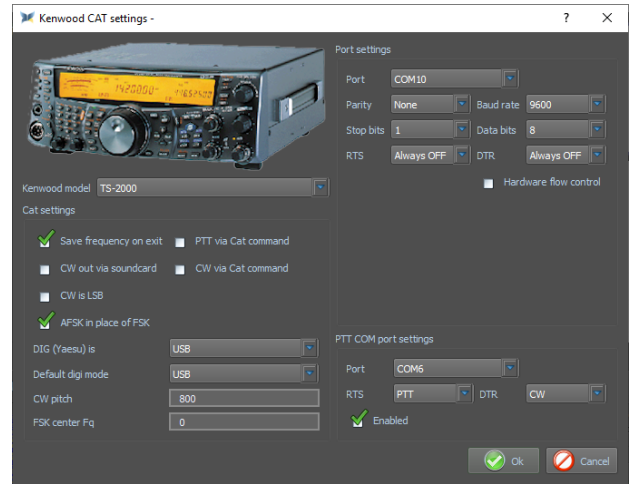 Kenwood CAT settings -
Port settings
Port COM10
Parity None Baud rate 9600
Stop bits 1 Data bits 8
RTS Always OFF DTR Always OFF
Hardware flow control
Kenwood model TS-2000
Cat settings
Save frequency on exit PTT via Cat command
CW out via soundcard CW via Cat command
CW is LSB
AFSK in place of FSK
DIG (Yaesu) is USB
Default digi mode USB
CW pitch 800
FSK center Fq 0
PTT COM port settings
Port COM6
RTS PTT DTR CW
Enabled
Ok Cancel